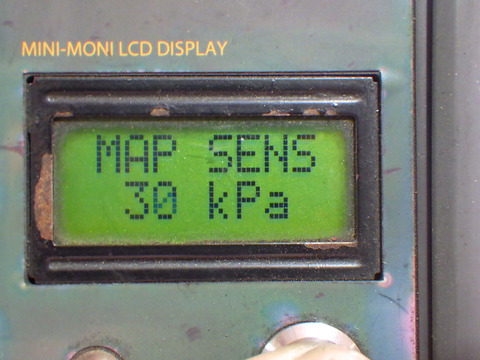 MINI-MONI LCD DISPLAY
MAP SENS
30 kPa